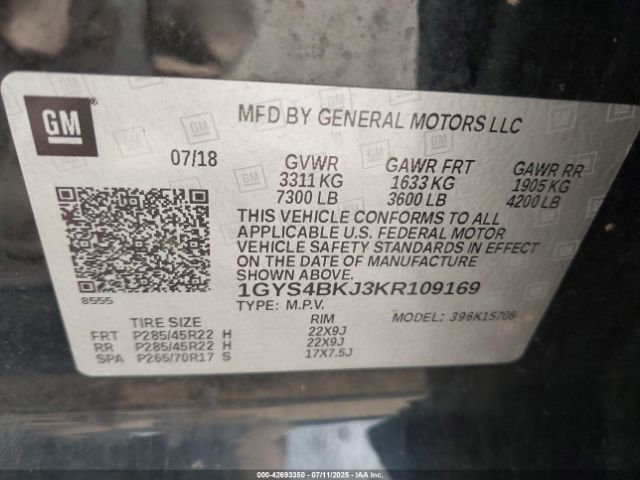 GM
MFD BY GENERAL MOTORS LLC
07/18
GVWR GAWR FRT GAWR RR
3311 KG 1633 KG 1905 KG
7300 LB 3600 LB 4200 LB
THIS VEHICLE CONFORMS TO ALL
APPLICABLE U.S. FEDERAL MOTOR
VEHICLE SAFETY STANDARDS IN EFFECT
ON THE DATE OF MANUFACTURE
SHOWN ABOVE.
8555
1GYS4BKJ3KR109169
TYPE: M.P.V. MODEL: 396K15706
TIRE SIZE RIM
FRT P285/45R22 H 22X9J
RR P285/45R22 H 22X9J
SPA P265/70R17 S 17X7.5J
000-42693350 - 07/11/2025 - IAAI.COM